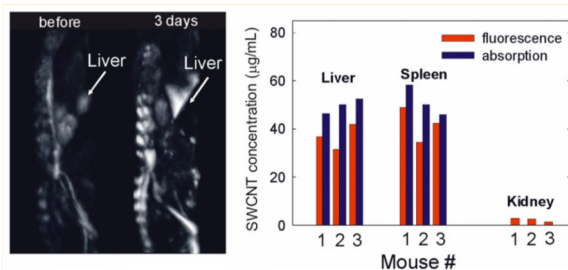 before
3 days
Liver
Liver
SWCNT concentration (μg/mL)
80
60
40
20
0
fluorescence
absorption
Liver
Spleen
Kidney
1 2 3
1 2 3
1 2 3
Mouse #